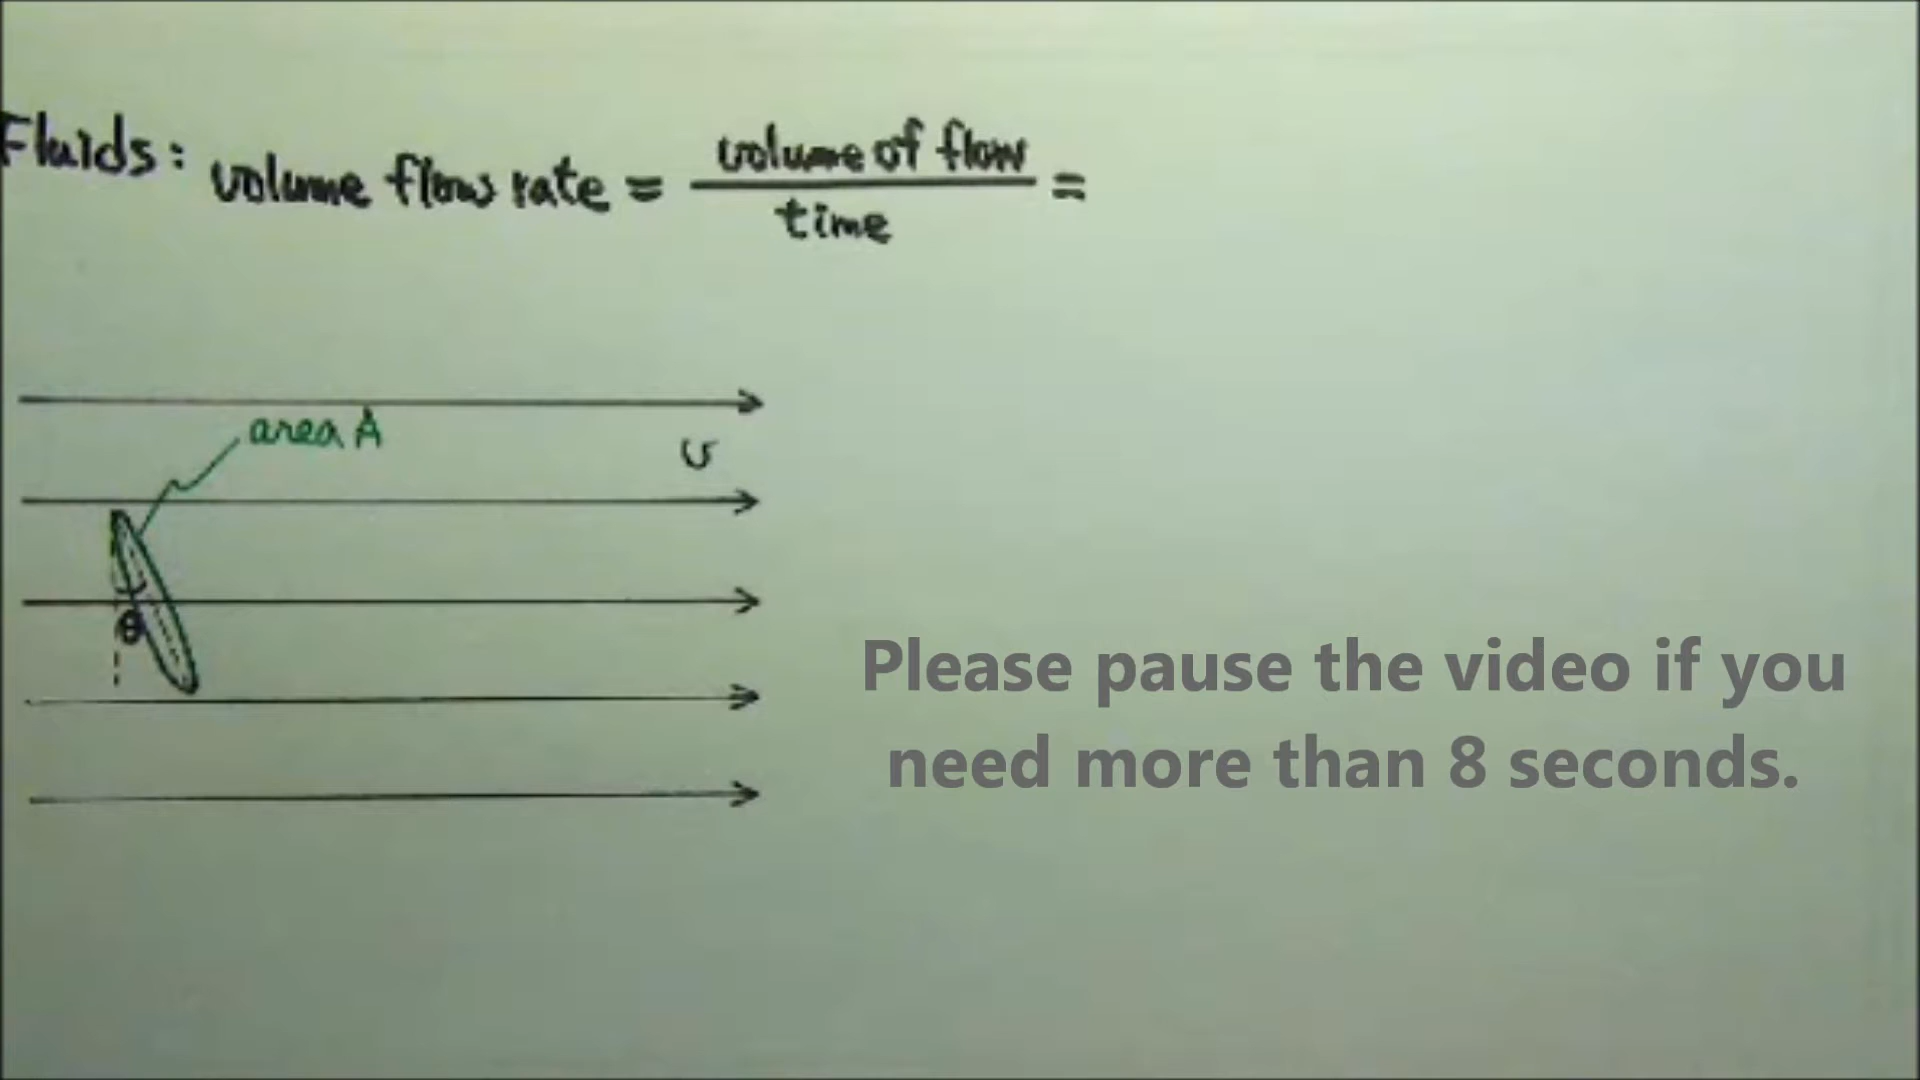 Fluids: volume flow rate = volume of flow / time =
area A
v
θ
Please pause the video if you
need more than 8 seconds.